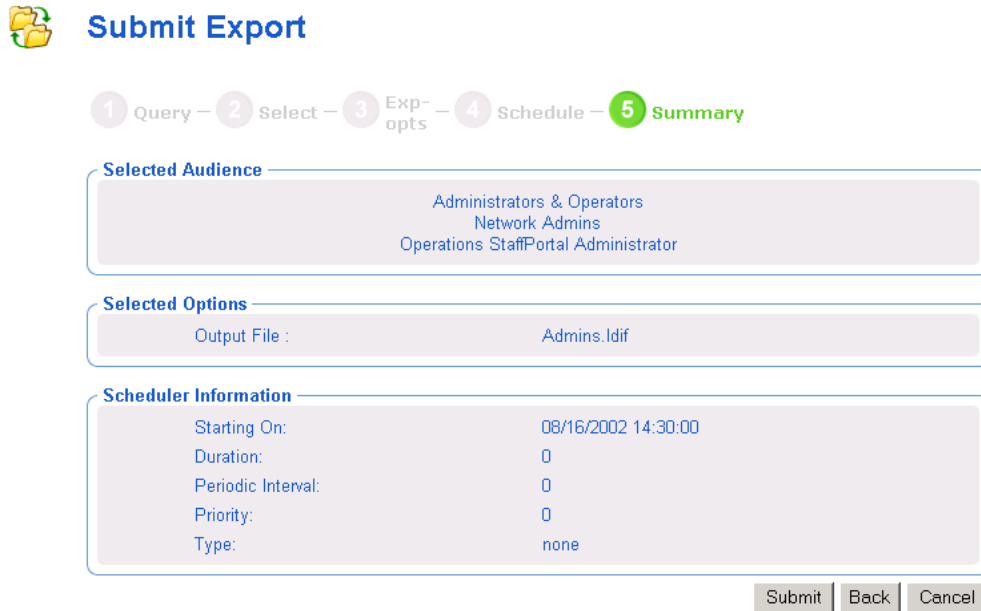 Submit Export
1 Query – 2 Select – 3 Exp-opts – 4 Schedule – 5 Summary
Selected Audience
Administrators & Operators
Network Admins
Operations StaffPortal Administrator
Selected Options
Output File : Admins.ldif
Scheduler Information
Starting On: 08/16/2002 14:30:00
Duration: 0
Periodic Interval: 0
Priority: 0
Type: none
Submit Back Cancel